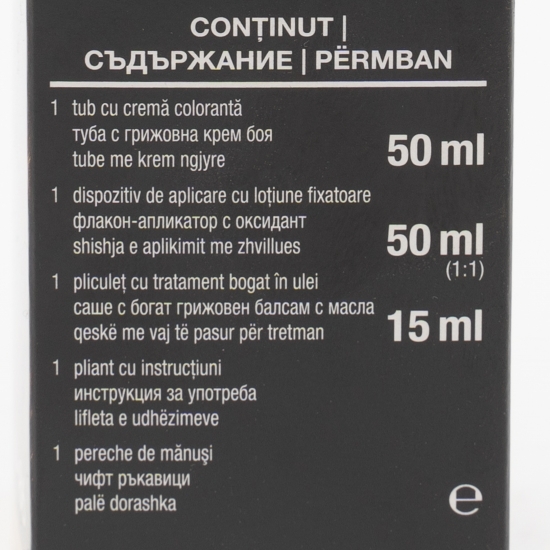 CONȚINUT |
СЪДЪРЖАНИЕ | PËRMBAN
1 tub cu cremă colorantă
туба с грижовна крем боя
tube me krem ngjyre
50 ml
1 dispozitiv de aplicare cu loțiune fixatoare
флакон-апликатор с оксидант
shishja e aplikimit me zhvillues
50 ml
(1:1)
1 pliculeț cu tratament bogat în ulei
саше с богат грижовен балсам с масла
qeskë me vaj të pasur për tretman
15 ml
1 pliant cu instrucțiuni
инструкция за употреба
lifleta e udhëzimeve
1 pereche de mănuși
чифт ръкавици
palë dorashka
℮